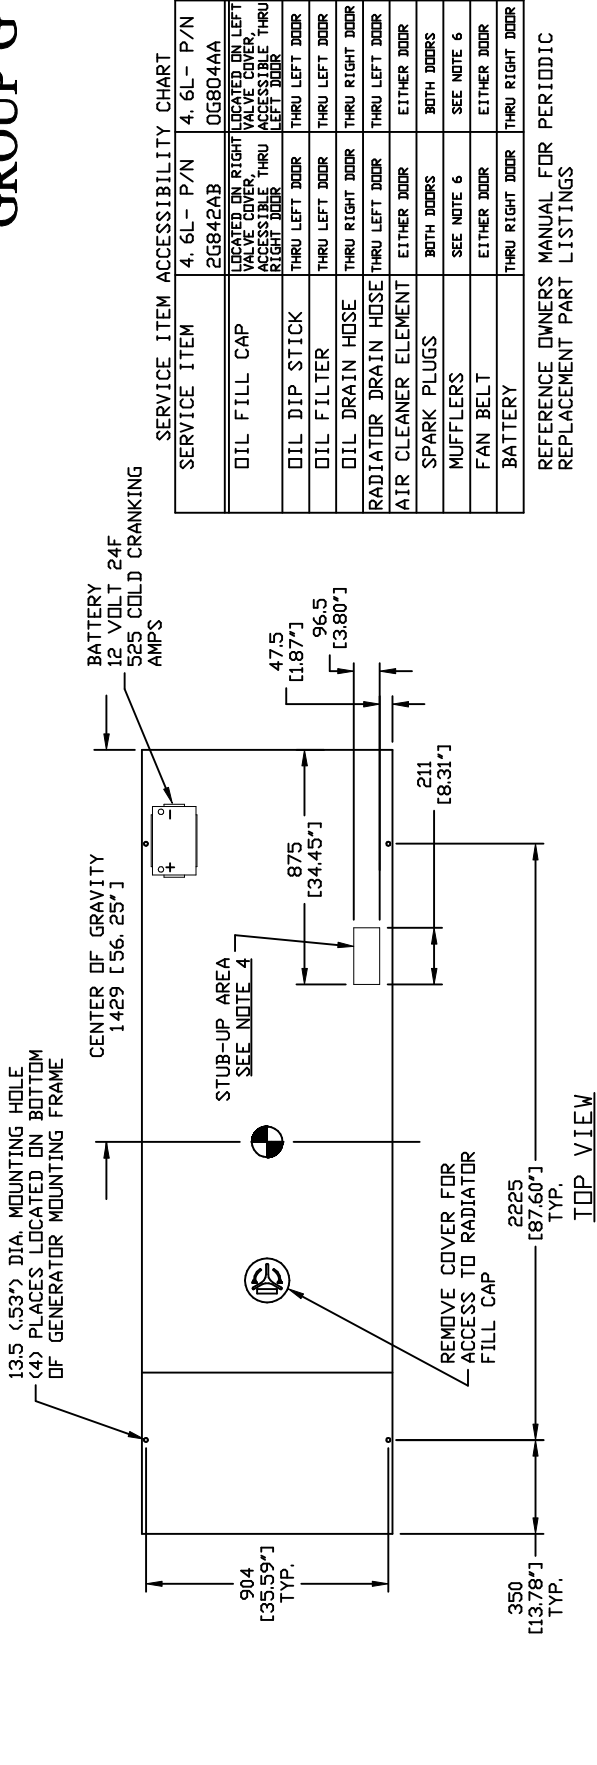 GROUP G
SERVICE ITEM ACCESSIBILITY CHART
SERVICE ITEM
4.6L- P/N
2G842AB
4.6L- P/N
0G804AA
OIL FILL CAP
LOCATED ON RIGHT
VALVE COVER,
ACCESSIBLE THRU
RIGHT DOOR
LOCATED ON LEFT
VALVE COVER,
ACCESSIBLE THRU
LEFT DOOR
OIL DIP STICK THRU LEFT DOOR THRU LEFT DOOR
OIL FILTER THRU LEFT DOOR THRU LEFT DOOR
OIL DRAIN HOSE THRU RIGHT DOOR THRU RIGHT DOOR
RADIATOR DRAIN HOSE THRU LEFT DOOR THRU LEFT DOOR
AIR CLEANER ELEMENT EITHER DOOR EITHER DOOR
SPARK PLUGS BOTH DOORS BOTH DOORS
MUFFLERS SEE NOTE 6 SEE NOTE 6
FAN BELT EITHER DOOR EITHER DOOR
BATTERY THRU RIGHT DOOR THRU RIGHT DOOR
REFERENCE OWNERS MANUAL FOR PERIODIC
REPLACEMENT PART LISTINGS
13.5 (.53") DIA. MOUNTING HOLE
(4) PLACES LOCATED ON BOTTOM
OF GENERATOR MOUNTING FRAME
CENTER OF GRAVITY
1429 [56.25"]
BATTERY
12 VOLT 24F
525 COLD CRANKING
AMPS
+
-
STUB-UP AREA
SEE NOTE 4
875
[34.45"]
47.5
[1.87"]
96.5
[3.80"]
211
[8.31"]
REMOVE COVER FOR
ACCESS TO RADIATOR
FILL CAP
904
[35.59"]
TYP.
350
[13.78"]
TYP.
2225
[87.60"]
TYP.
TOP VIEW